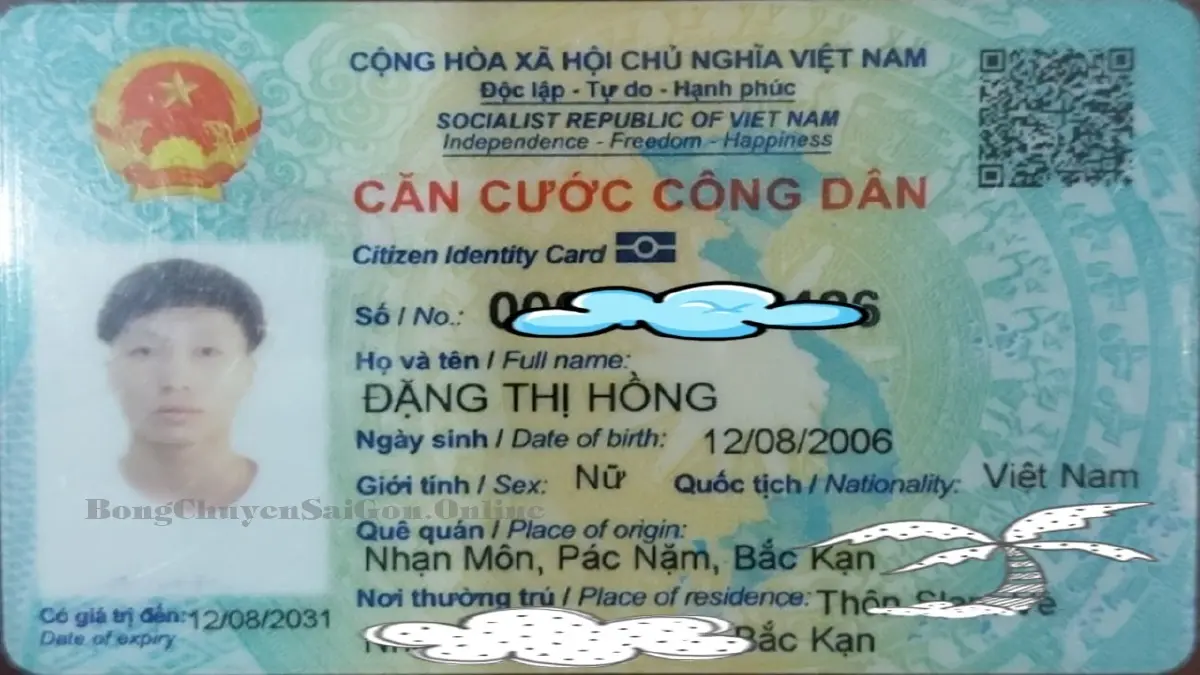 CỘNG HÒA XÃ HỘI CHỦ NGHĨA VIỆT NAM
Độc lập - Tự do - Hạnh phúc
SOCIALIST REPUBLIC OF VIET NAM
Independence - Freedom - Happiness
CĂN CƯỚC CÔNG DÂN
Citizen Identity Card
Số / No.:
Họ và tên / Full name:
ĐẶNG THỊ HỒNG
Ngày sinh / Date of birth: 12/08/2006
Giới tính / Sex: Nữ Quốc tịch / Nationality: Việt Nam
BongChuyenSaiGon.Online
Quê quán / Place of origin:
Nhạn Môn, Pác Nặm, Bắc Kạn
Nơi thường trú / Place of residence: Thôn
Bắc Kạn
Có giá trị đến: 12/08/2031
Date of expiry